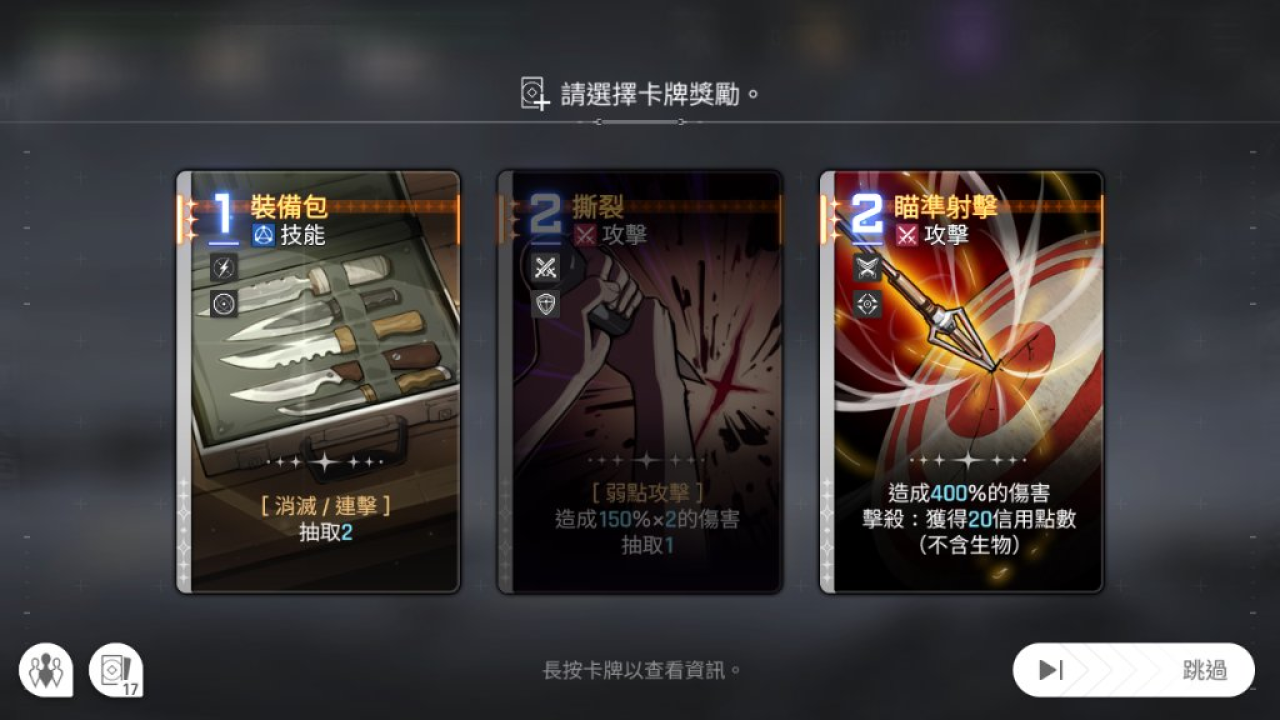 請選擇卡牌獎勵。
1
裝備包
技能
[ 消滅 / 連擊 ]
抽取2
2
撕裂
攻擊
[ 弱點攻擊 ]
造成150%×2的傷害
抽取1
2
瞄準射擊
攻擊
造成400%的傷害
擊殺：獲得20信用點數
(不含生物)
17
長按卡牌以查看資訊。
跳過